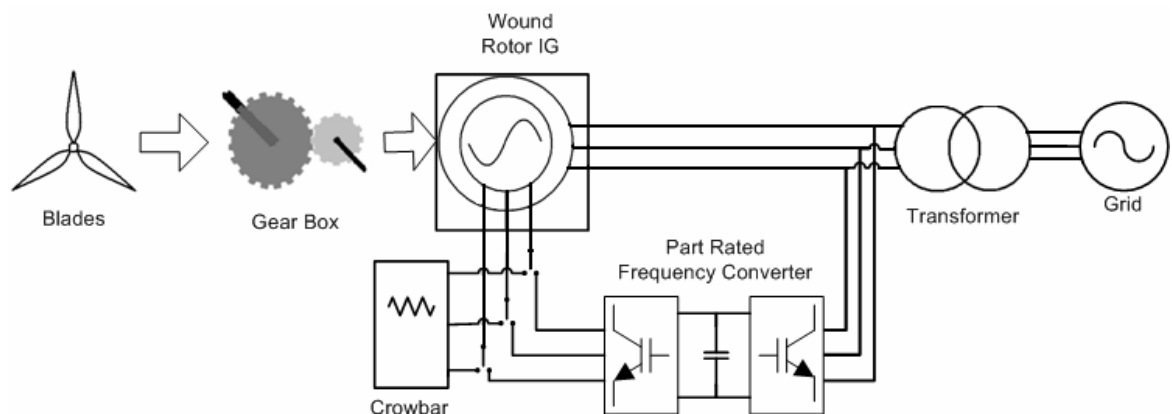 Wound
Rotor IG
Blades
Gear Box
Transformer
Grid
Part Rated
Frequency Converter
Crowbar